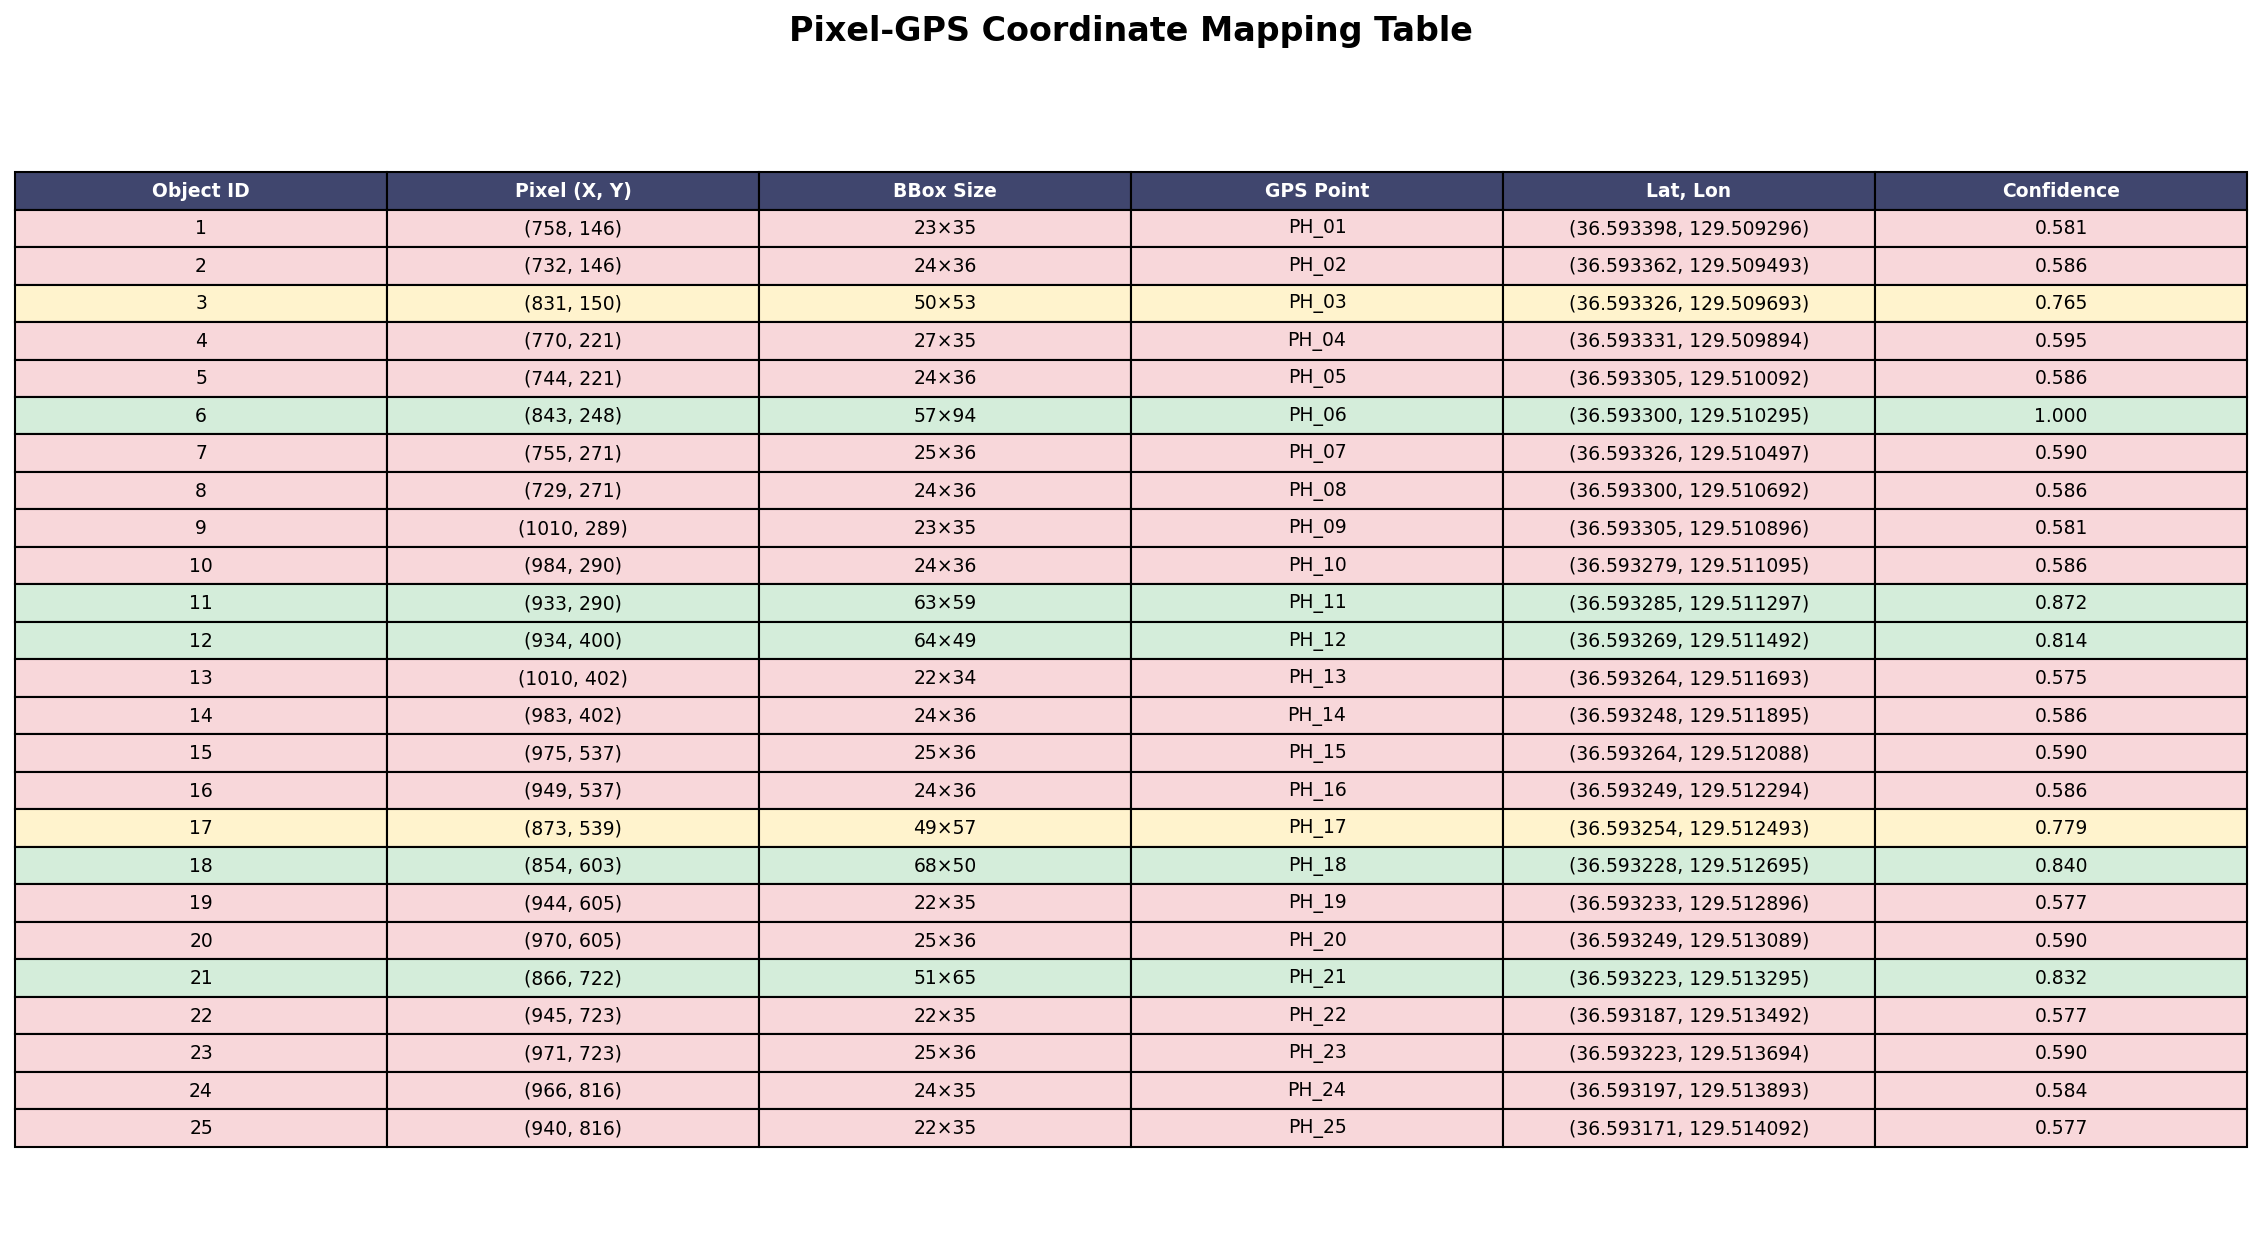 Pixel-GPS Coordinate Mapping Table
Object ID Pixel (X, Y) BBox Size GPS Point Lat, Lon Confidence
1 (758, 146) 23×35 PH_01 (36.593398, 129.509296) 0.581
2 (732, 146) 24×36 PH_02 (36.593362, 129.509493) 0.586
3 (831, 150) 50×53 PH_03 (36.593326, 129.509693) 0.765
4 (770, 221) 27×35 PH_04 (36.593331, 129.509894) 0.595
5 (744, 221) 24×36 PH_05 (36.593305, 129.510092) 0.586
6 (843, 248) 57×94 PH_06 (36.593300, 129.510295) 1.000
7 (755, 271) 25×36 PH_07 (36.593326, 129.510497) 0.590
8 (729, 271) 24×36 PH_08 (36.593300, 129.510692) 0.586
9 (1010, 289) 23×35 PH_09 (36.593305, 129.510896) 0.581
10 (984, 290) 24×36 PH_10 (36.593279, 129.511095) 0.586
11 (933, 290) 63×59 PH_11 (36.593285, 129.511297) 0.872
12 (934, 400) 64×49 PH_12 (36.593269, 129.511492) 0.814
13 (1010, 402) 22×34 PH_13 (36.593264, 129.511693) 0.575
14 (983, 402) 24×36 PH_14 (36.593248, 129.511895) 0.586
15 (975, 537) 25×36 PH_15 (36.593264, 129.512088) 0.590
16 (949, 537) 24×36 PH_16 (36.593249, 129.512294) 0.586
17 (873, 539) 49×57 PH_17 (36.593254, 129.512493) 0.779
18 (854, 603) 68×50 PH_18 (36.593228, 129.512695) 0.840
19 (944, 605) 22×35 PH_19 (36.593233, 129.512896) 0.577
20 (970, 605) 25×36 PH_20 (36.593249, 129.513089) 0.590
21 (866, 722) 51×65 PH_21 (36.593223, 129.513295) 0.832
22 (945, 723) 22×35 PH_22 (36.593187, 129.513492) 0.577
23 (971, 723) 25×36 PH_23 (36.593223, 129.513694) 0.590
24 (966, 816) 24×35 PH_24 (36.593197, 129.513893) 0.584
25 (940, 816) 22×35 PH_25 (36.593171, 129.514092) 0.577